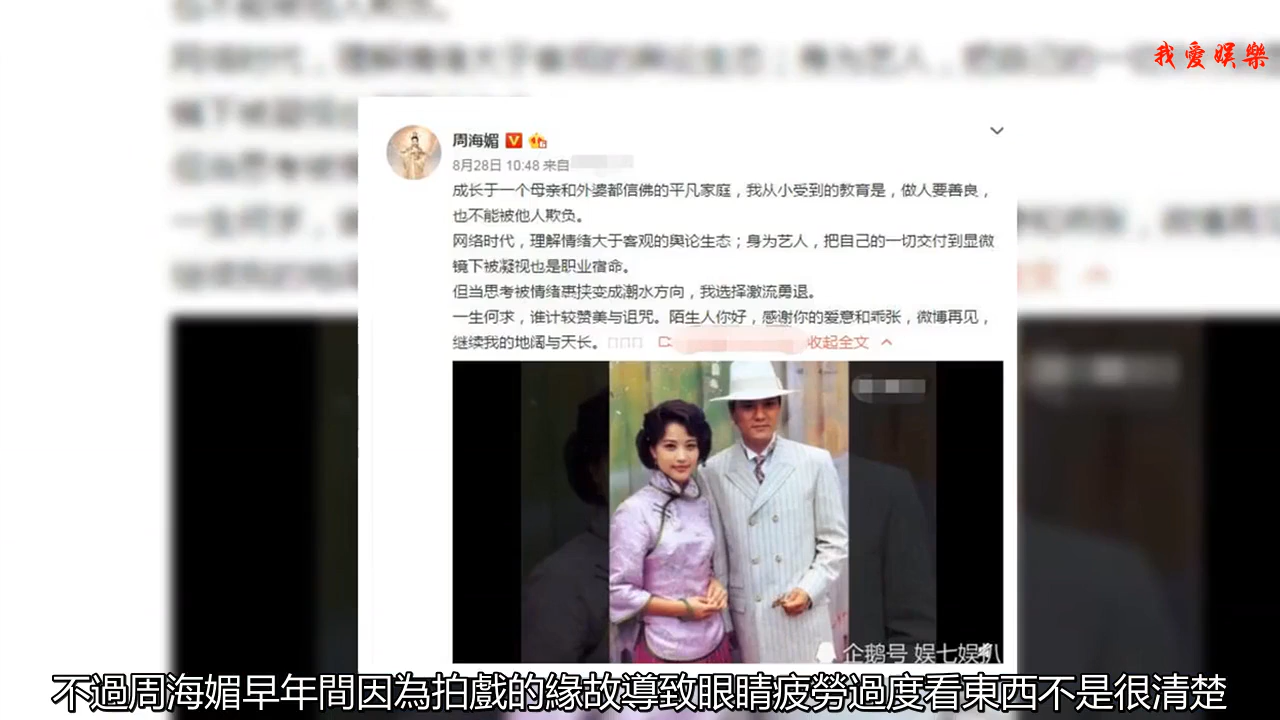 我愛娱樂
周海媚
8月28日 10:48 来自
成长于一个母亲和外婆都信佛的平凡家庭，我从小受到的教育是，做人要善良，
也不能被他人欺负。
网络时代，理解情绪大于客观的舆论生态；身为艺人，把自己的一切交付到显微
镜下被凝视也是职业宿命。
但当思考被情绪裹挟变成潮水方向，我选择激流勇退。
一生何求，谁计较赞美与诅咒。陌生人你好，感谢你的爱意和乖张，微博再见，
继续我的地阔与天长。 收起全文
企鹅号 娱七娱扒
不過周海媚早年間因為拍戲的緣故導致眼睛疲勞過度看東西不是很清楚